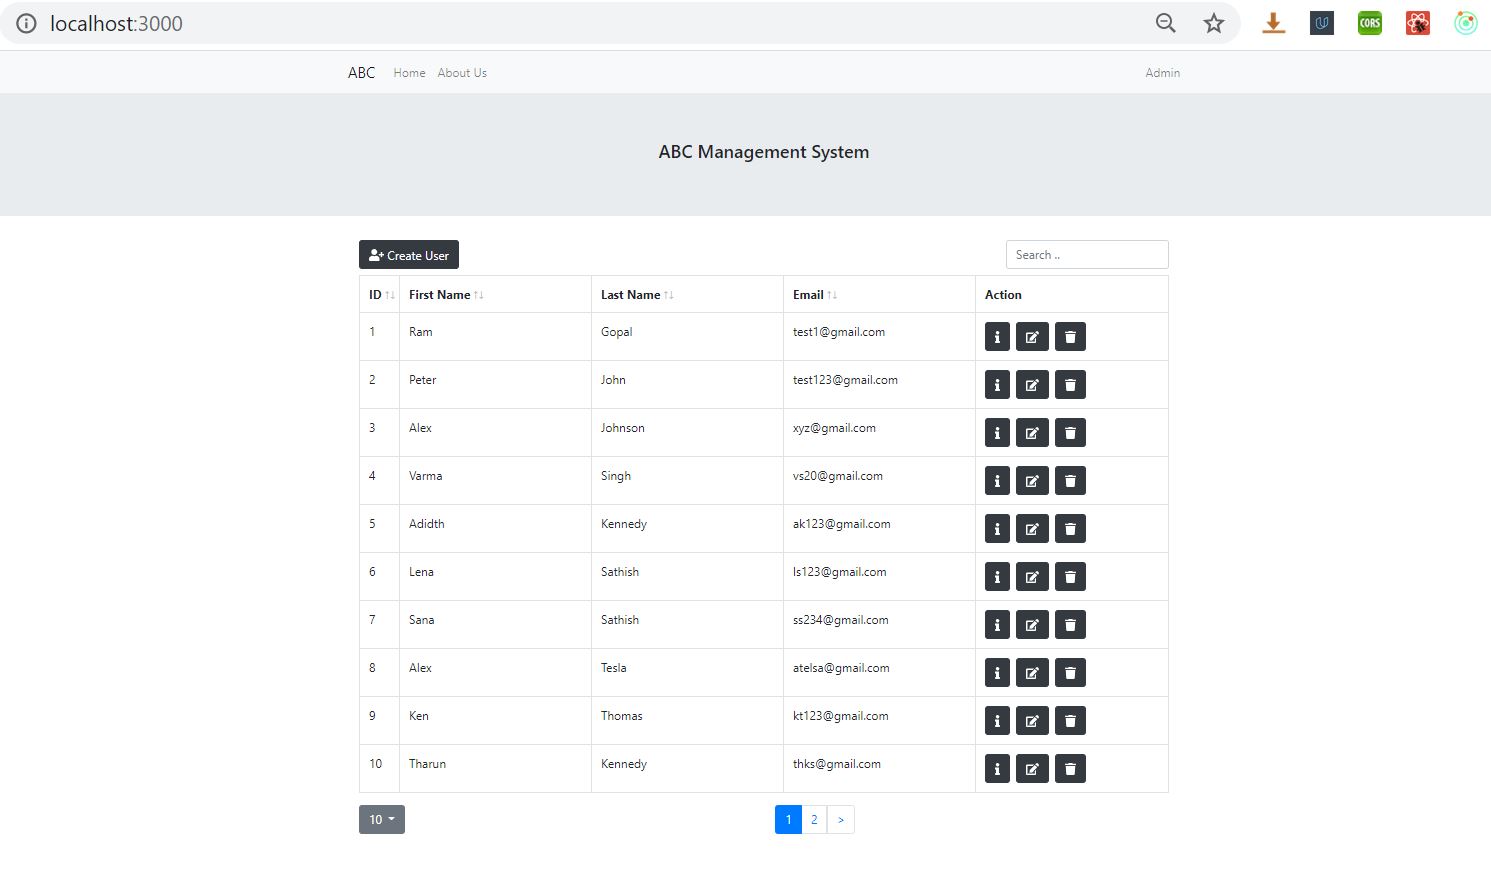 localhost:3000
CORS
ABC Home About Us Admin
ABC Management System
Create User Search ..
ID First Name Last Name Email Action
1 Ram Gopal test1@gmail.com
2 Peter John test123@gmail.com
3 Alex Johnson xyz@gmail.com
4 Varma Singh vs20@gmail.com
5 Adidth Kennedy ak123@gmail.com
6 Lena Sathish ls123@gmail.com
7 Sana Sathish ss234@gmail.com
8 Alex Tesla atelsa@gmail.com
9 Ken Thomas kt123@gmail.com
10 Tharun Kennedy thks@gmail.com
10 1 2 >